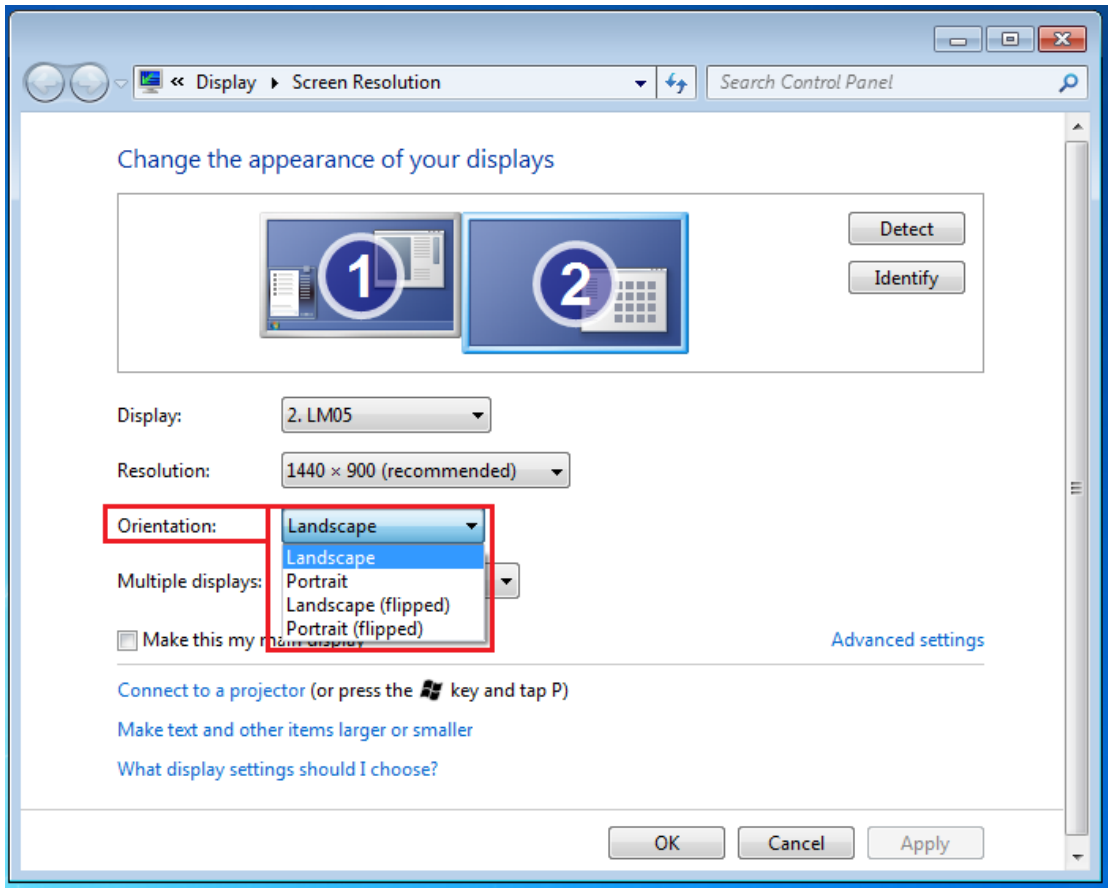 « Display ▸ Screen Resolution
Search Control Panel
Change the appearance of your displays
1
2
Detect
Identify
Display:
2. LM05
Resolution:
1440 × 900 (recommended)
Orientation:
Landscape
Landscape
Portrait
Landscape (flipped)
Portrait (flipped)
Multiple displays:
Make this my main display
Advanced settings
Connect to a projector (or press the key and tap P)
Make text and other items larger or smaller
What display settings should I choose?
OK
Cancel
Apply